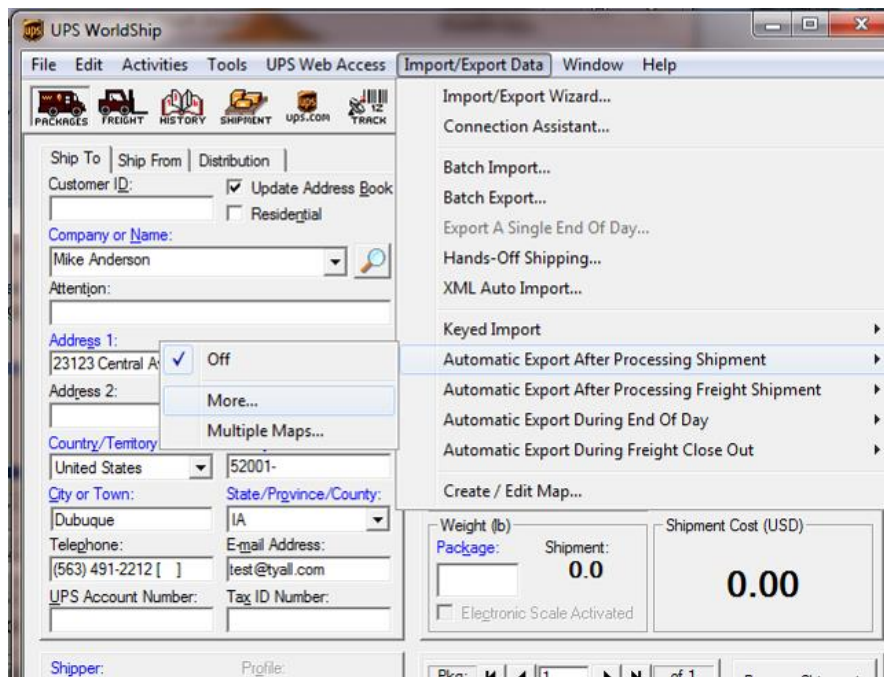 UPS WorldShip
File Edit Activities Tools UPS Web Access Import/Export Data Window Help
PACKAGES FREIGHT HISTORY SHIPMENT ups.com TRACK
Import/Export Wizard...
Connection Assistant...
Batch Import...
Batch Export...
Export A Single End Of Day...
Hands-Off Shipping...
XML Auto Import...
Keyed Import
Automatic Export After Processing Shipment
Automatic Export After Processing Freight Shipment
Automatic Export During End Of Day
Automatic Export During Freight Close Out
Create / Edit Map...
Ship To Ship From Distribution
Customer ID: Update Address Book
Residential
Company or Name:
Mike Anderson
Attention:
Address 1:
23123 Central A
Off
Address 2:
More...
Multiple Maps...
Country/Territory
United States 52001-
City or Town: State/Province/County:
Dubuque IA
Telephone: E-mail Address:
(563) 491-2212 [ ] test@tyall.com
UPS Account Number: Tax ID Number:
Weight (lb)
Package: Shipment:
0.0
Electronic Scale Activated
Shipment Cost (USD)
0.00
Shipper: Profile:
Pkg: 1 of 1